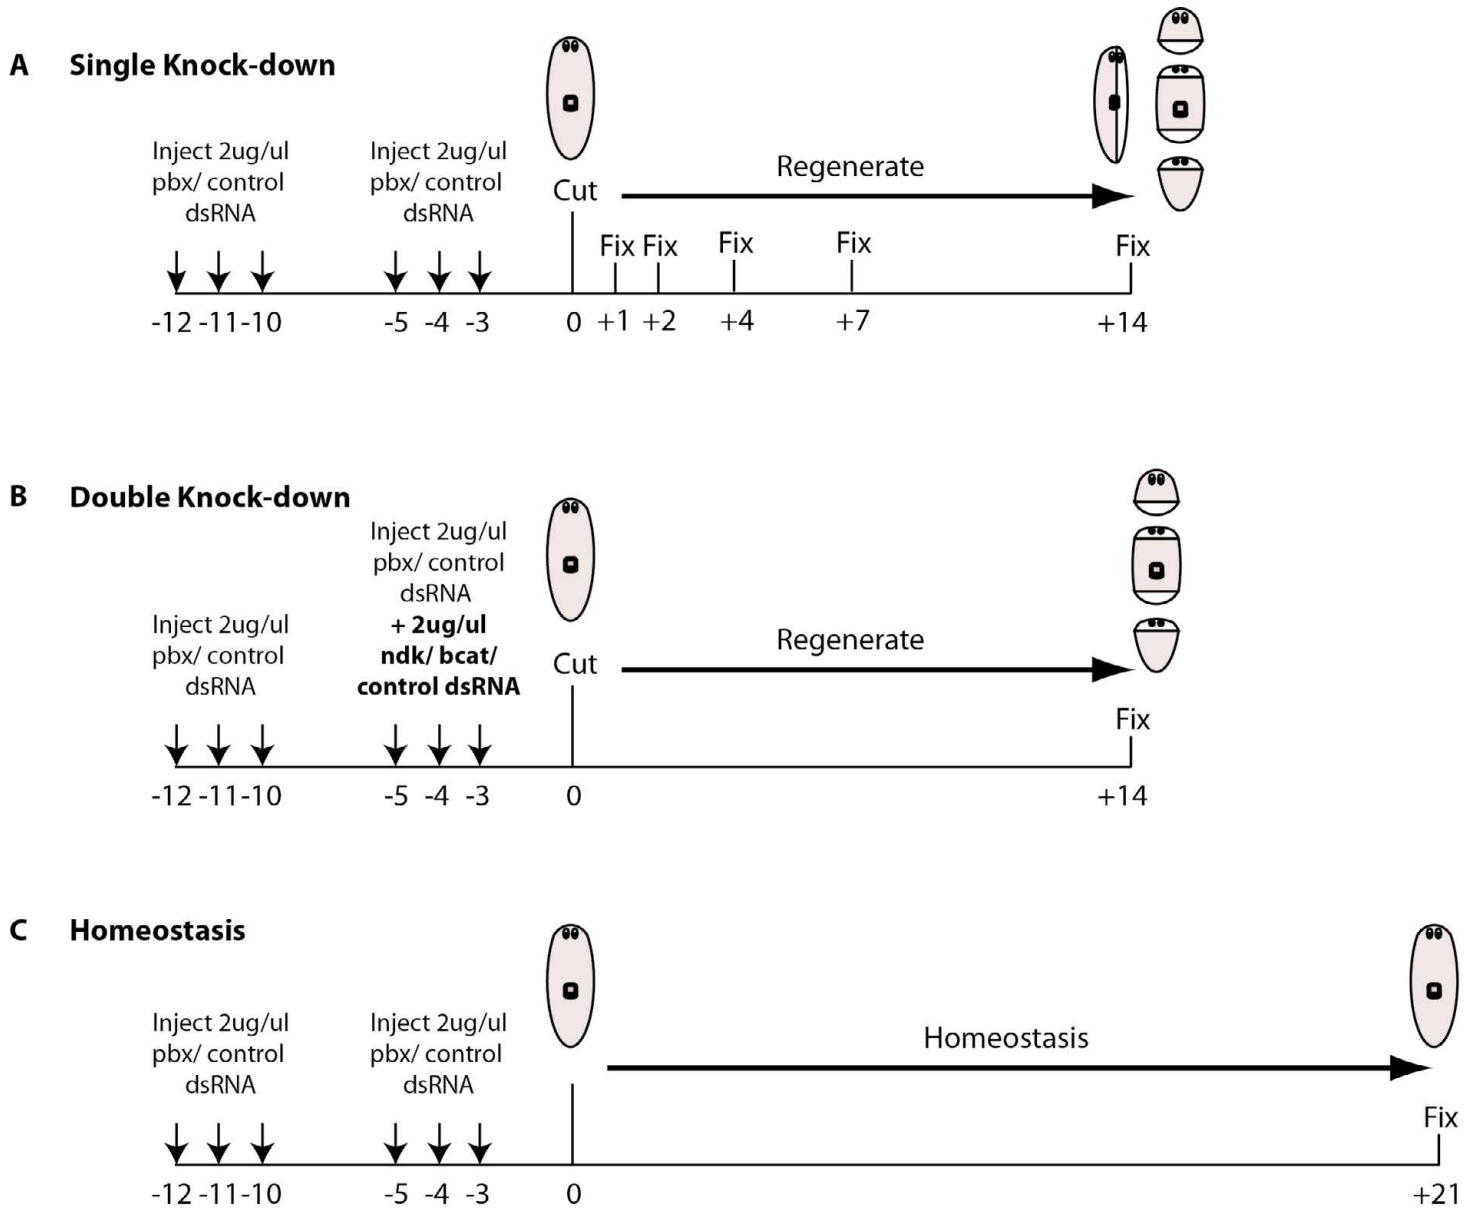 A Single Knock-down
Inject 2ug/ul
pbx/ control
dsRNA
Inject 2ug/ul
pbx/ control
dsRNA
Cut
Regenerate
Fix Fix Fix Fix Fix
-12 -11 -10 -5 -4 -3 0 +1 +2 +4 +7 +14
B Double Knock-down
Inject 2ug/ul
pbx/ control
dsRNA
Inject 2ug/ul
pbx/ control
dsRNA
+ 2ug/ul
ndk/ bcat/
control dsRNA
Cut
Regenerate
Fix
-12 -11 -10 -5 -4 -3 0 +14
C Homeostasis
Inject 2ug/ul
pbx/ control
dsRNA
Inject 2ug/ul
pbx/ control
dsRNA
Homeostasis
Fix
-12 -11 -10 -5 -4 -3 0 +21